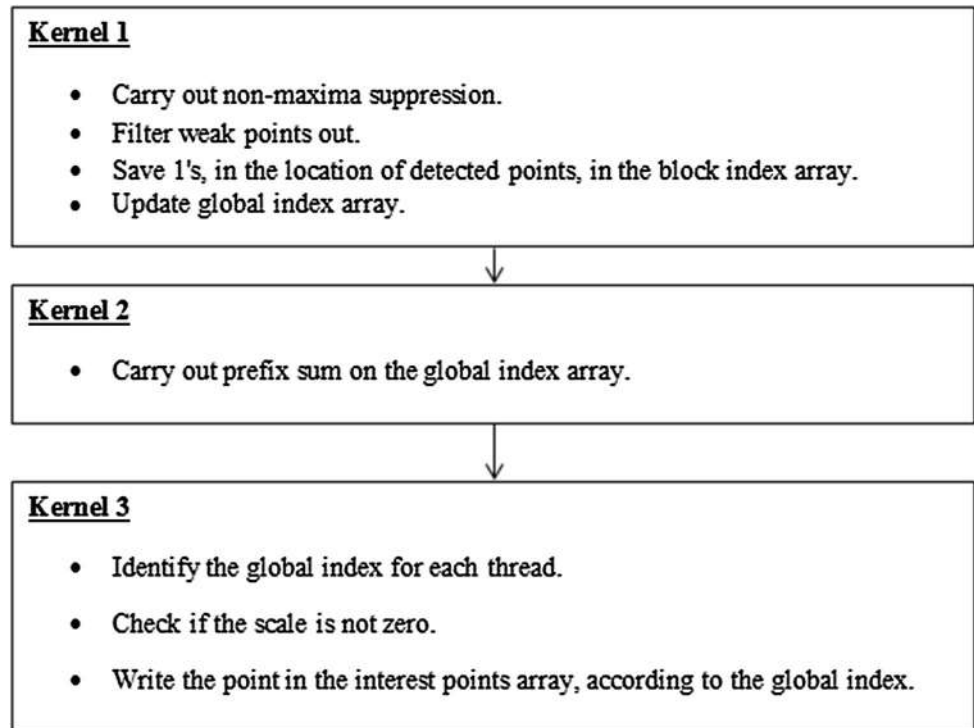 Kernel 1
• Carry out non-maxima suppression.
• Filter weak points out.
• Save 1's, in the location of detected points, in the block index array.
• Update global index array.
Kernel 2
• Carry out prefix sum on the global index array.
Kernel 3
• Identify the global index for each thread.
• Check if the scale is not zero.
• Write the point in the interest points array, according to the global index.